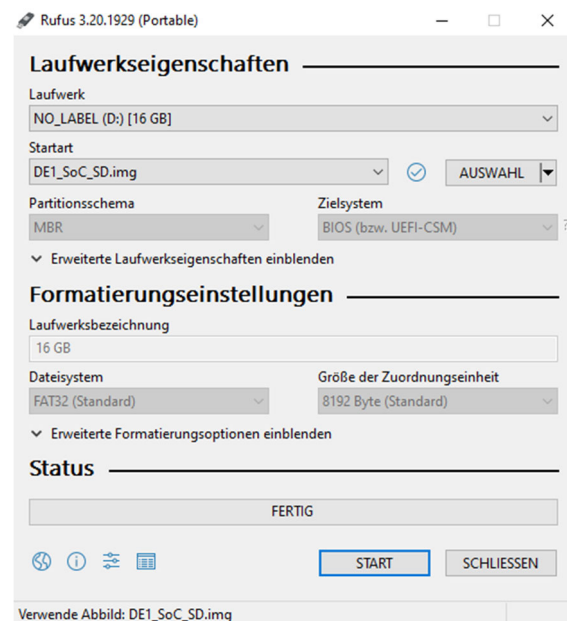 Rufus 3.20.1929 (Portable)
Laufwerkseigenschaften
Laufwerk
NO_LABEL (D:) [16 GB]
Startart
DE1_SoC_SD.img
AUSWAHL
Partitionsschema
Zielsystem
MBR
BIOS (bzw. UEFI-CSM)
?
Erweiterte Laufwerkseigenschaften einblenden
Formatierungseinstellungen
Laufwerksbezeichnung
16 GB
Dateisystem
Größe der Zuordnungseinheit
FAT32 (Standard)
8192 Byte (Standard)
Erweiterte Formatierungsoptionen einblenden
Status
FERTIG
START
SCHLIESSEN
Verwende Abbild: DE1_SoC_SD.img